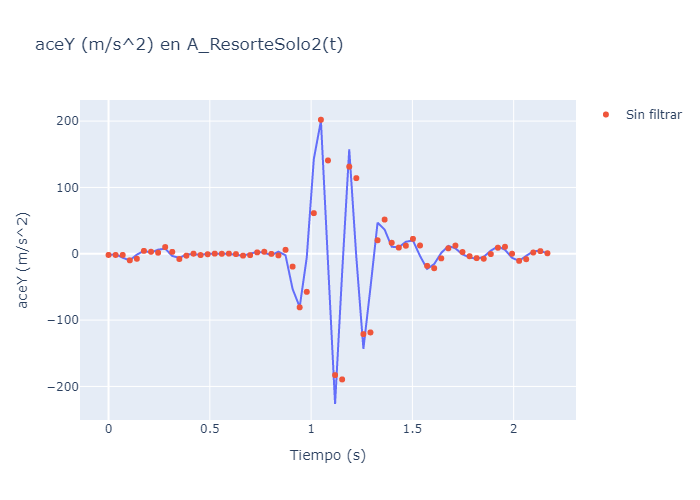 aceY (m/s^2) en A_ResorteSolo2(t)
Sin filtrar
200
100
0
−100
−200
aceY (m/s^2)
0
0.5
1
1.5
2
Tiempo (s)